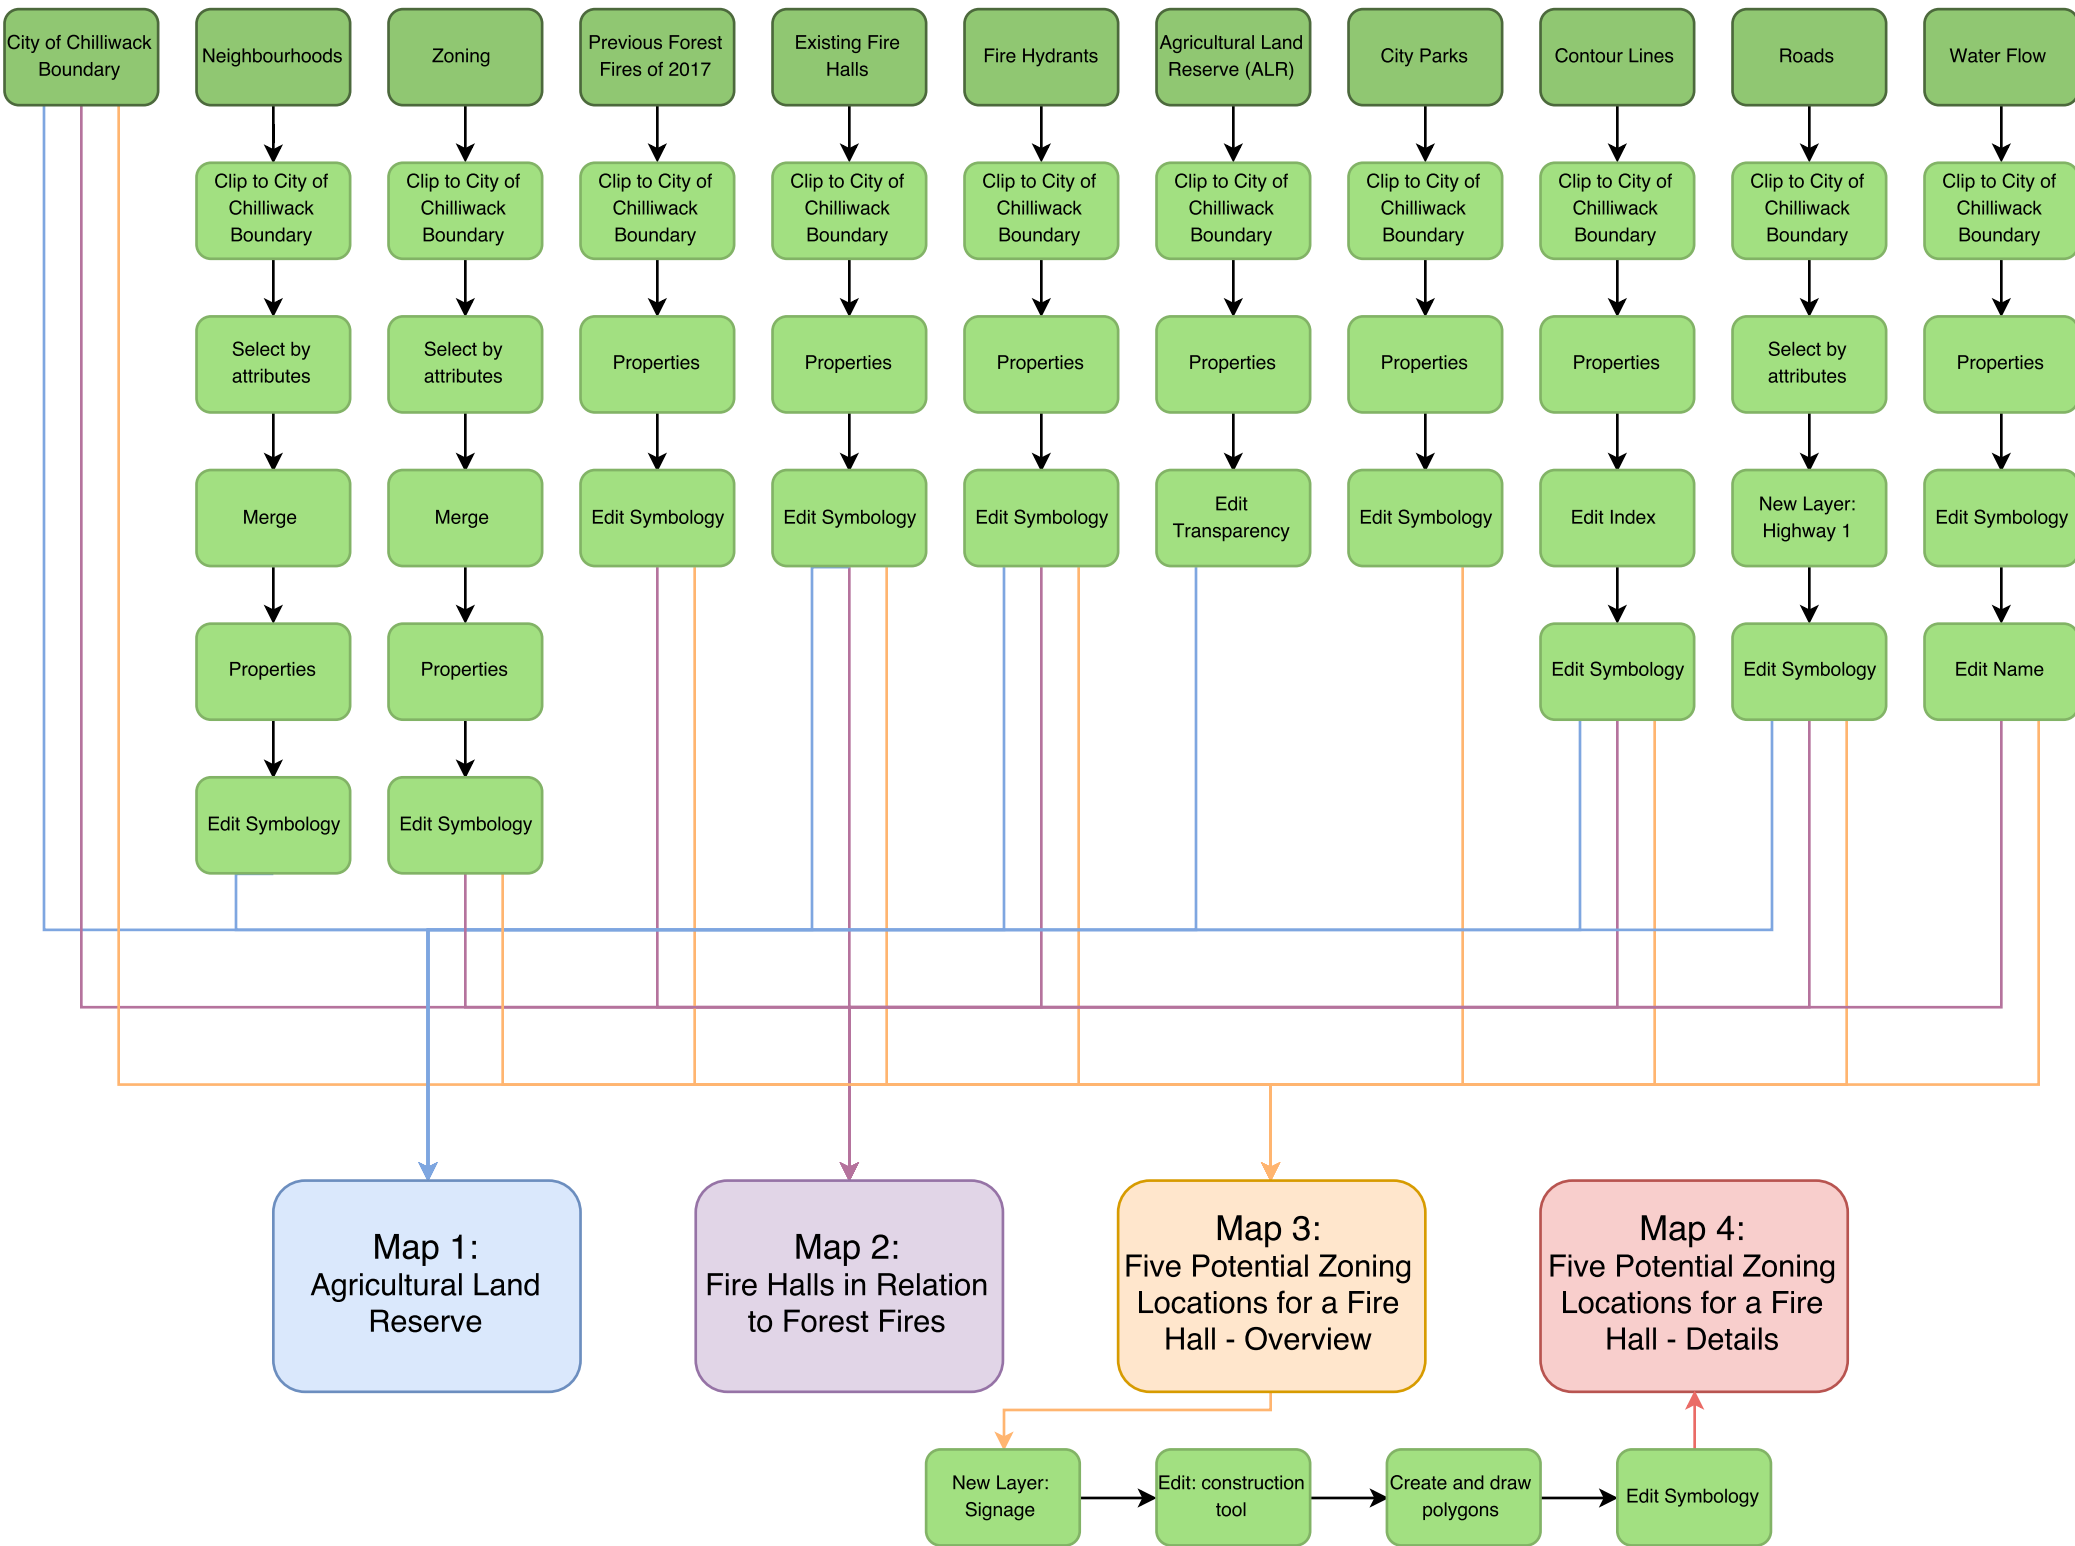 City of Chilliwack
Boundary
Neighbourhoods
Zoning
Previous Forest
Fires of 2017
Existing Fire
Halls
Fire Hydrants
Agricultural Land
Reserve (ALR)
City Parks
Contour Lines
Roads
Water Flow
Clip to City of
Chilliwack
Boundary
Clip to City of
Chilliwack
Boundary
Clip to City of
Chilliwack
Boundary
Clip to City of
Chilliwack
Boundary
Clip to City of
Chilliwack
Boundary
Clip to City of
Chilliwack
Boundary
Clip to City of
Chilliwack
Boundary
Clip to City of
Chilliwack
Boundary
Clip to City of
Chilliwack
Boundary
Clip to City of
Chilliwack
Boundary
Select by
attributes
Select by
attributes
Properties
Properties
Properties
Properties
Properties
Properties
Select by
attributes
Properties
Merge
Merge
Edit Symbology
Edit Symbology
Edit Symbology
Edit
Transparency
Edit Symbology
Edit Index
New Layer:
Highway 1
Edit Symbology
Properties
Properties
Edit Symbology
Edit Symbology
Edit Name
Edit Symbology
Edit Symbology
Map 1:
Agricultural Land
Reserve
Map 2:
Fire Halls in Relation
to Forest Fires
Map 3:
Five Potential Zoning
Locations for a Fire
Hall - Overview
Map 4:
Five Potential Zoning
Locations for a Fire
Hall - Details
New Layer:
Signage
Edit: construction
tool
Create and draw
polygons
Edit Symbology